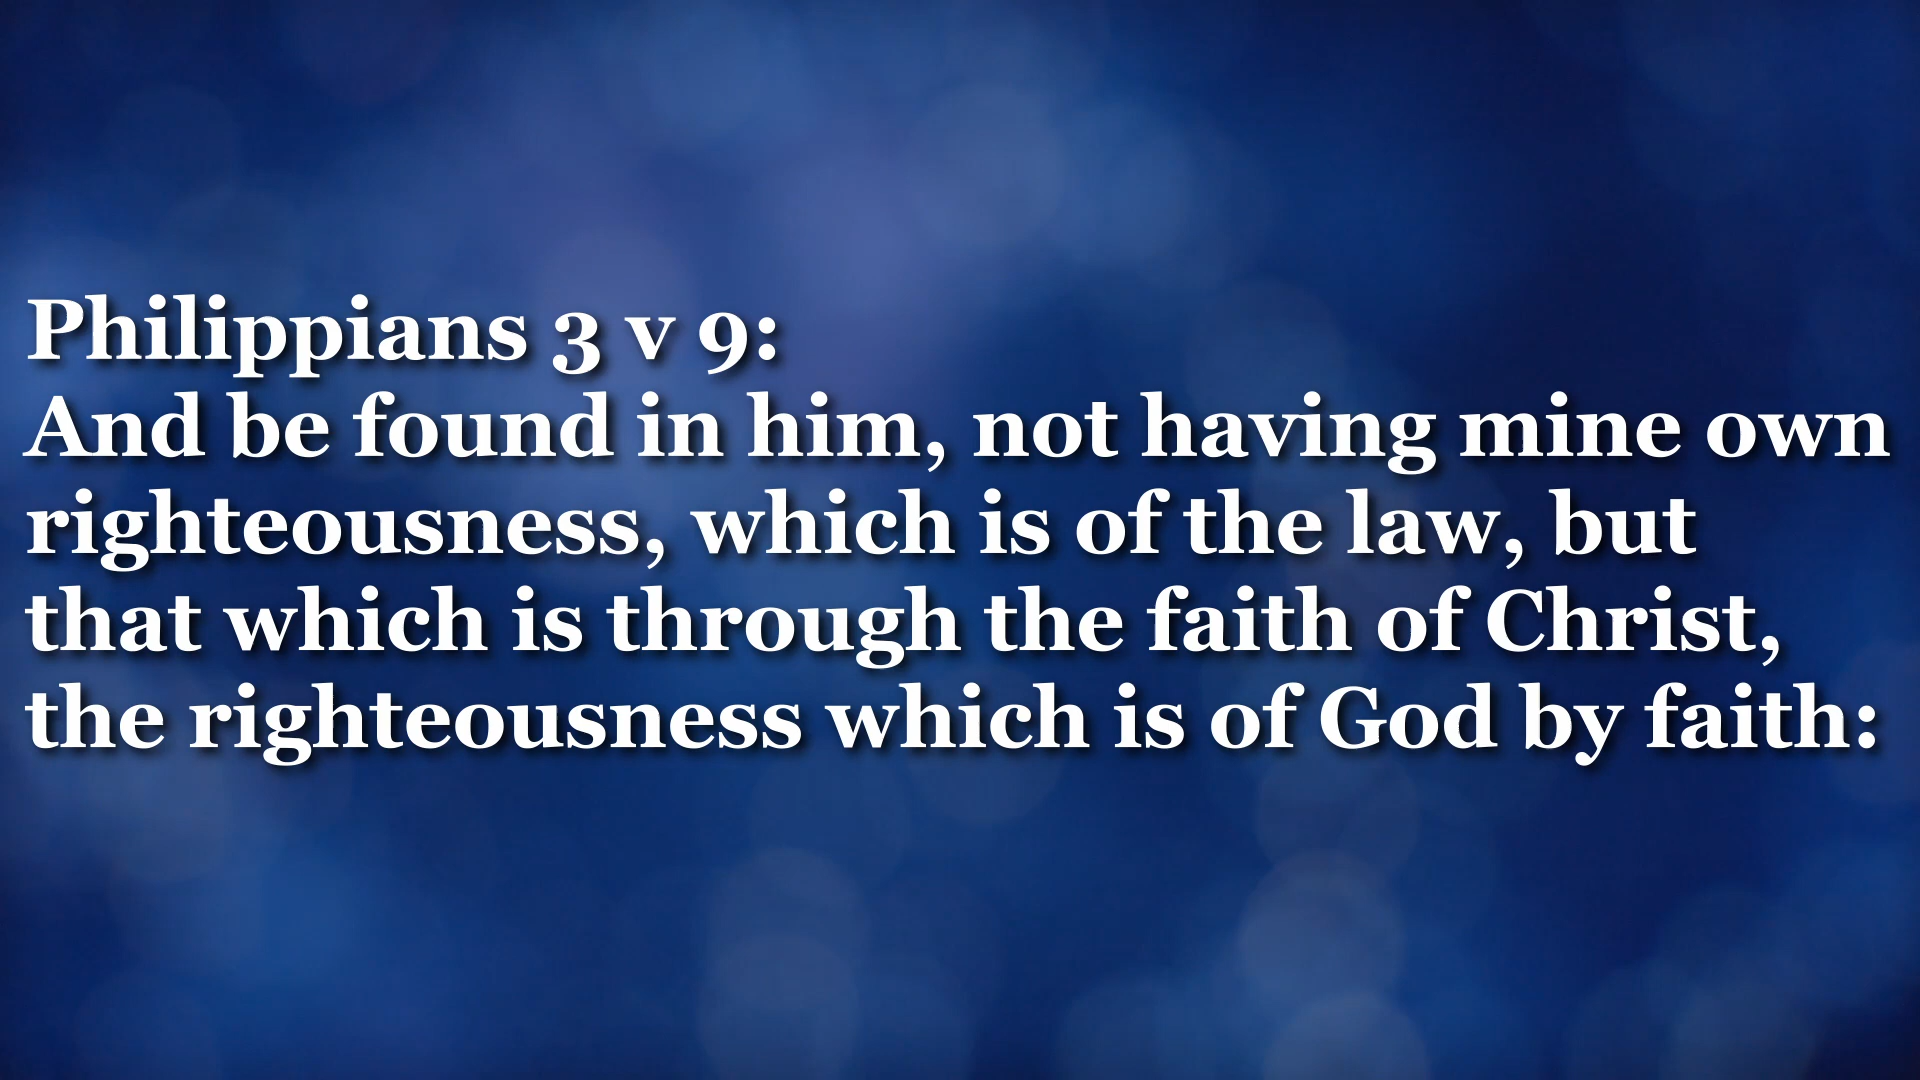 Philippians 3 v 9:
And be found in him, not having mine own
righteousness, which is of the law, but
that which is through the faith of Christ,
the righteousness which is of God by faith: